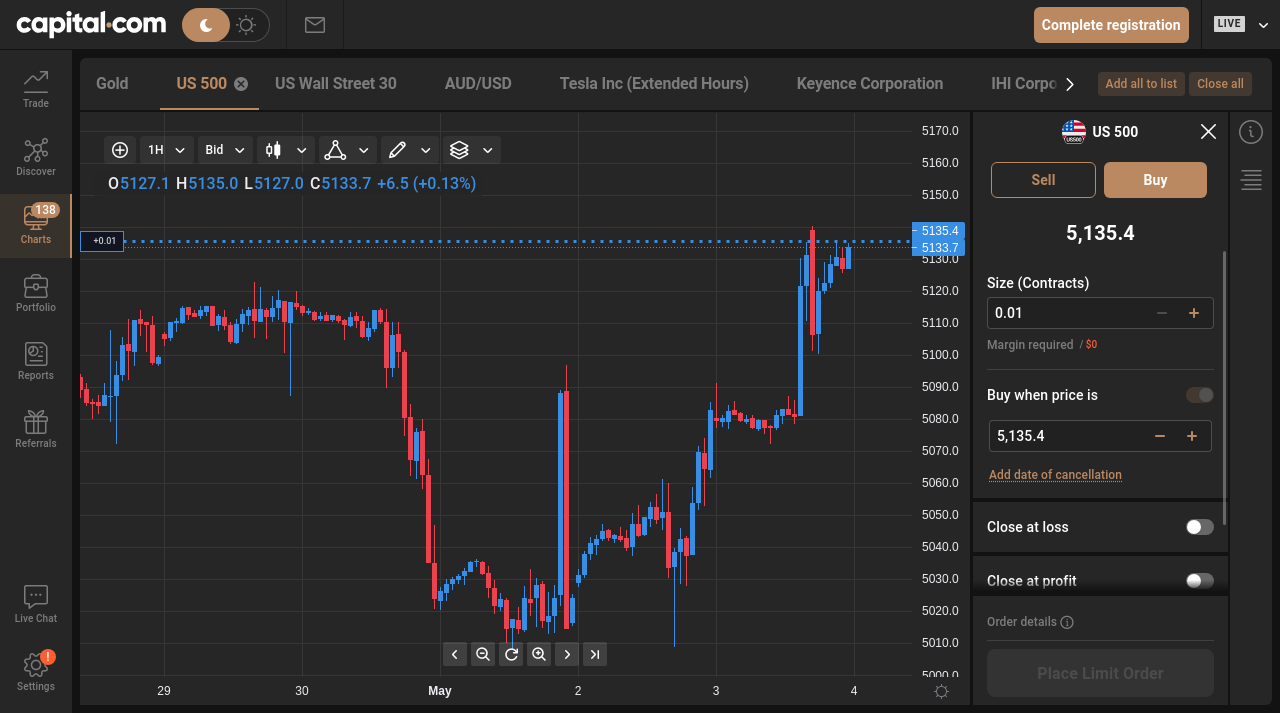 capital.com
Complete registration
LIVE
Trade
Discover
138
Charts
Portfolio
Reports
Referrals
Live Chat
!
Settings
Gold
US 500
US Wall Street 30
AUD/USD
Tesla Inc (Extended Hours)
Keyence Corporation
IHI Corpo
Add all to list
Close all
1H
Bid
O5127.1 H5135.0 L5127.0 C5133.7 +6.5 (+0.13%)
+0.01
5170.0
5160.0
5150.0
5135.4
5133.7
5130.0
5120.0
5110.0
5100.0
5090.0
5080.0
5070.0
5060.0
5050.0
5040.0
5030.0
5020.0
5010.0
5000.0
29
30
May
2
3
4
US500
US 500
Sell
Buy
5,135.4
Size (Contracts)
0.01
Margin required / $0
Buy when price is
5,135.4
Add date of cancellation
Close at loss
Close at profit
Order details
Place Limit Order